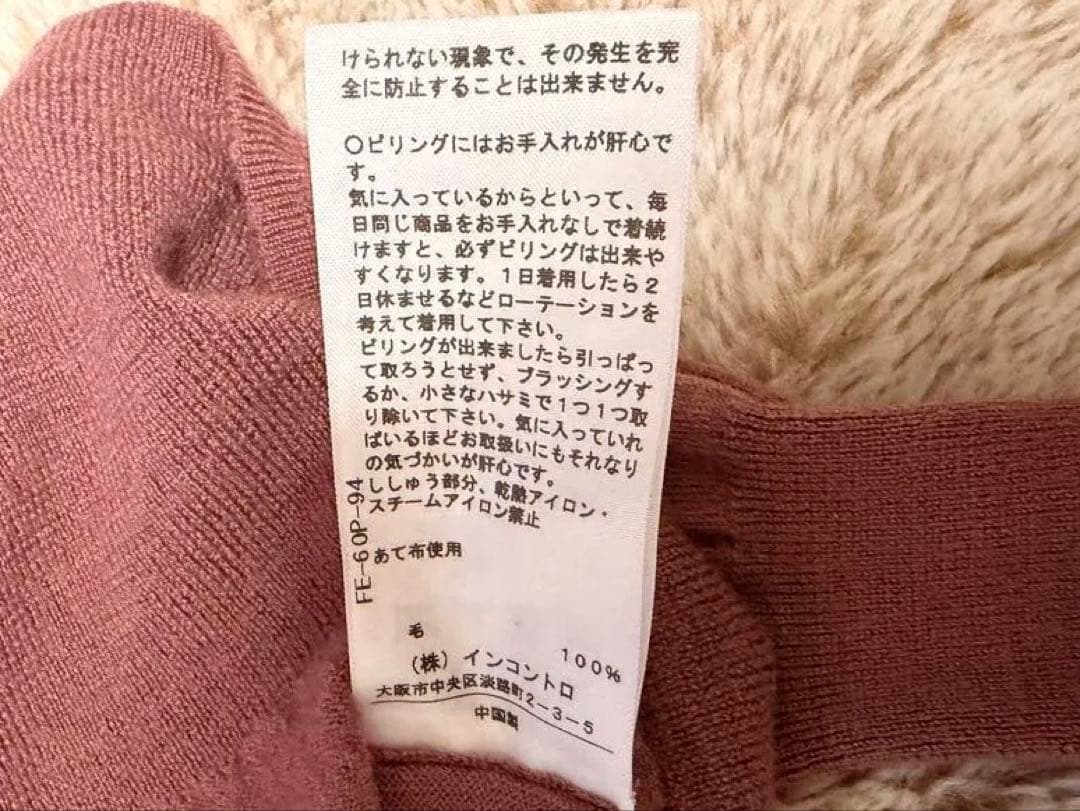 けられない現象で、その発生を完
全に防止することは出来ません。
〇ピリングにはお手入れが肝心で
す。
気に入っているからといって、毎
日同じ商品をお手入れなしで着続
けますと、必ずピリングは出来や
すくなります。1日着用したら2
日休ませるなどローテーションを
考えて着用して下さい。
ピリングが出来ましたら引っぱっ
て取ろうとせず、ブラッシングす
るか、小さなハサミで1つ1つ取
り除いて下さい。気に入っていれ
ばいるほどお取扱いにもそれなり
の気づかいが肝心です。
ししゅう部分、乾熱アイロン・
スチームアイロン禁止
あて布使用
FE-60P-94
毛
100%
(株)インコントロ
大阪市中央区淡路町2-3-5
中国製